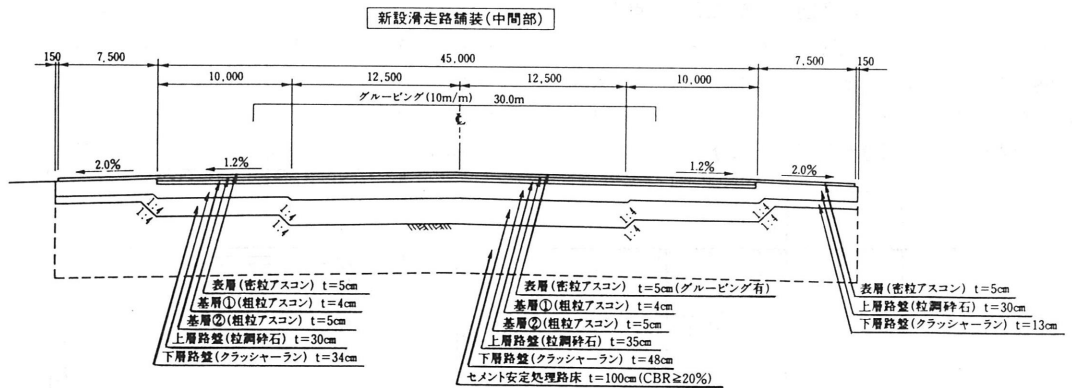 新設滑走路舗装(中間部)
150 7,500 45,000 7,500 150
10,000 12,500 12,500 10,000
グルービング(10m/m) 30.0m
℄
2.0% 1.2% 1.2% 2.0%
1:4 1:4 1:4 1:4
1:4 1:4 1:4 1:4
表層(密粒アスコン) t=5cm
基層①(粗粒アスコン) t=4cm
基層②(粗粒アスコン) t=5cm
上層路盤(粒調砕石) t=30cm
下層路盤(クラッシャーラン) t=34cm
表層(密粒アスコン) t=5cm(グルービング有)
基層①(粗粒アスコン) t=4cm
基層②(粗粒アスコン) t=5cm
上層路盤(粒調砕石) t=35cm
下層路盤(クラッシャーラン) t=48cm
セメント安定処理路床 t=100cm(CBR≧20%)
表層(密粒アスコン) t=5cm
上層路盤(粒調砕石) t=30cm
下層路盤(クラッシャーラン) t=13cm